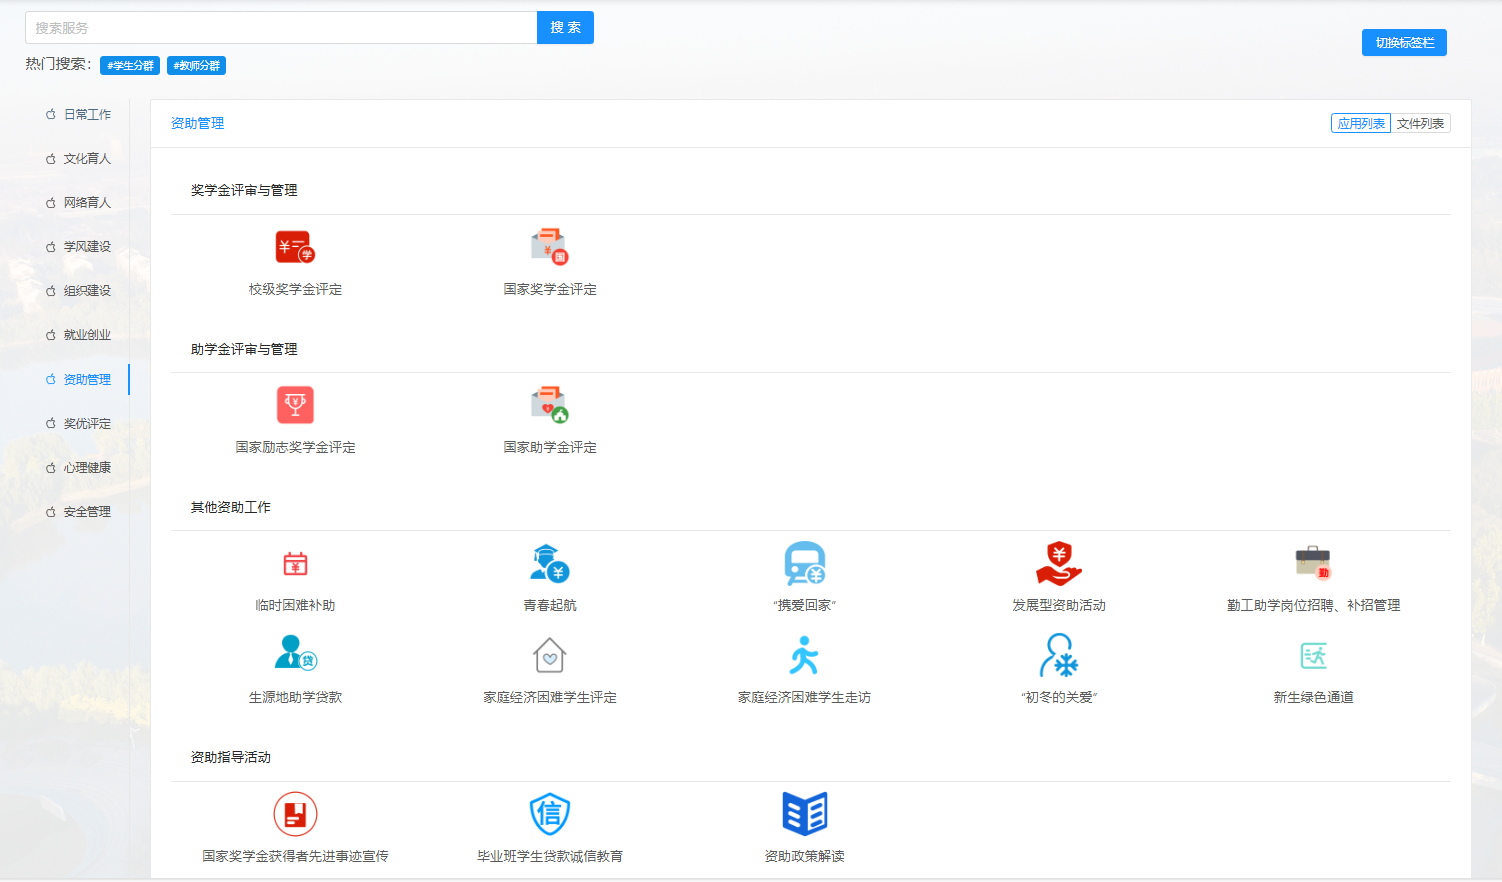 搜索服务
搜 索
切换标签栏
热门搜索：
#学生分群
#教师分群
日常工作
文化育人
网络育人
学风建设
组织建设
就业创业
资助管理
奖优评定
心理健康
安全管理
资助管理
应用列表
文件列表
奖学金评审与管理
学
国
校级奖学金评定
国家奖学金评定
助学金评审与管理
国家励志奖学金评定
国家助学金评定
其他资助工作
勤
临时困难补助
青春起航
“携爱回家”
发展型资助活动
勤工助学岗位招聘、补招管理
贷
生源地助学贷款
家庭经济困难学生评定
家庭经济困难学生走访
“初冬的关爱”
新生绿色通道
资助指导活动
信
国家奖学金获得者先进事迹宣传
毕业班学生贷款诚信教育
资助政策解读